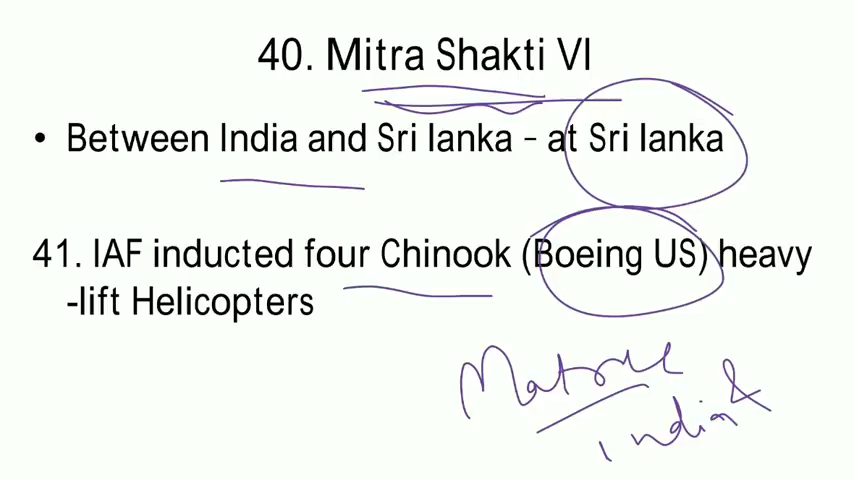 40. Mitra Shakti VI
• Between India and Sri lanka - at Sri lanka
41. IAF inducted four Chinook (Boeing US) heavy
-lift Helicopters
india &